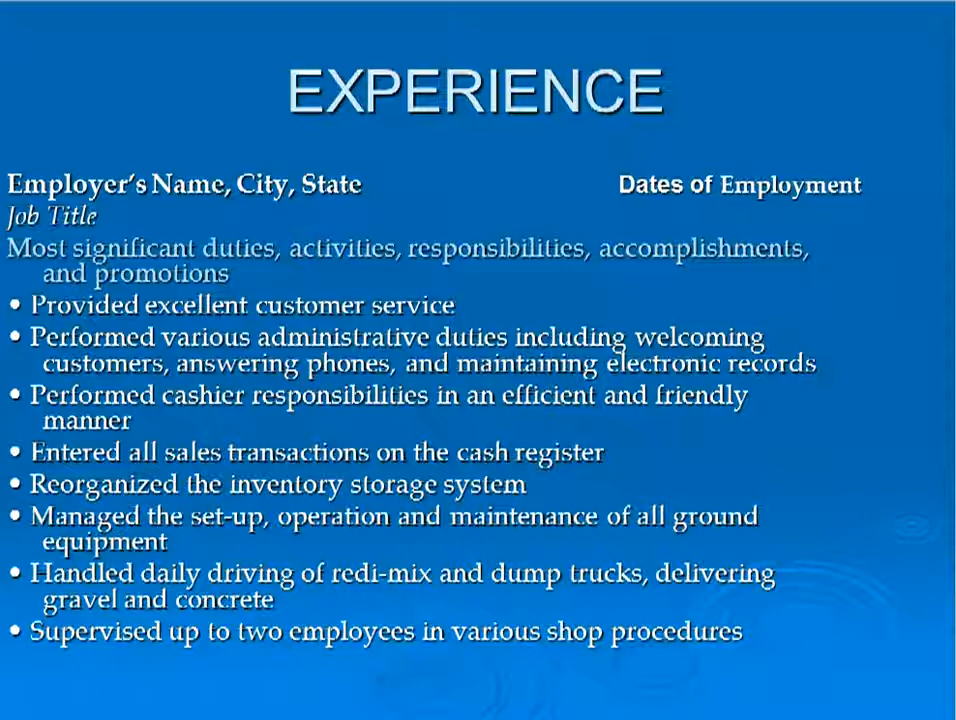 EXPERIENCE
Employer's Name, City, State Dates of Employment
Job Title
Most significant duties, activities, responsibilities, accomplishments,
and promotions
• Provided excellent customer service
• Performed various administrative duties including welcoming
customers, answering phones, and maintaining electronic records
• Performed cashier responsibilities in an efficient and friendly
manner
• Entered all sales transactions on the cash register
• Reorganized the inventory storage system
• Managed the set-up, operation and maintenance of all ground
equipment
• Handled daily driving of redi-mix and dump trucks, delivering
gravel and concrete
• Supervised up to two employees in various shop procedures